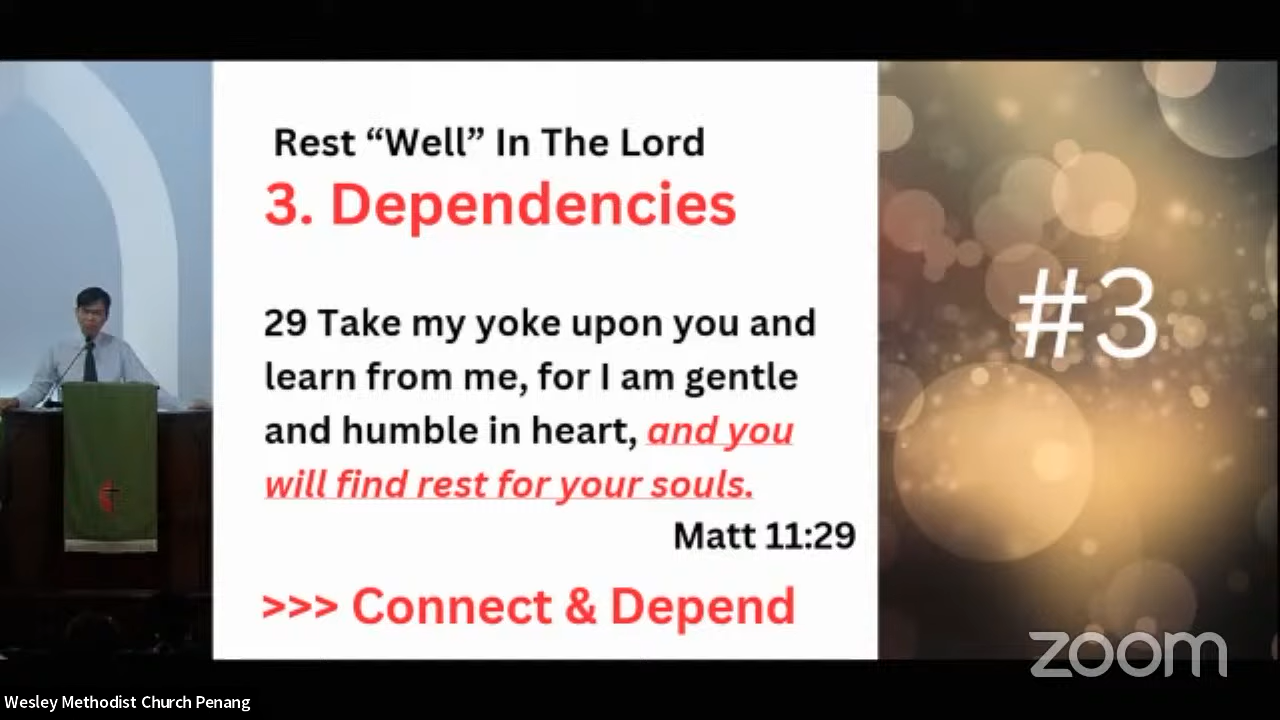 Rest “Well” In The Lord
3. Dependencies
29 Take my yoke upon you and
learn from me, for I am gentle
and humble in heart, and you
will find rest for your souls.
Matt 11:29
>>> Connect & Depend
#3
zoom
Wesley Methodist Church Penang